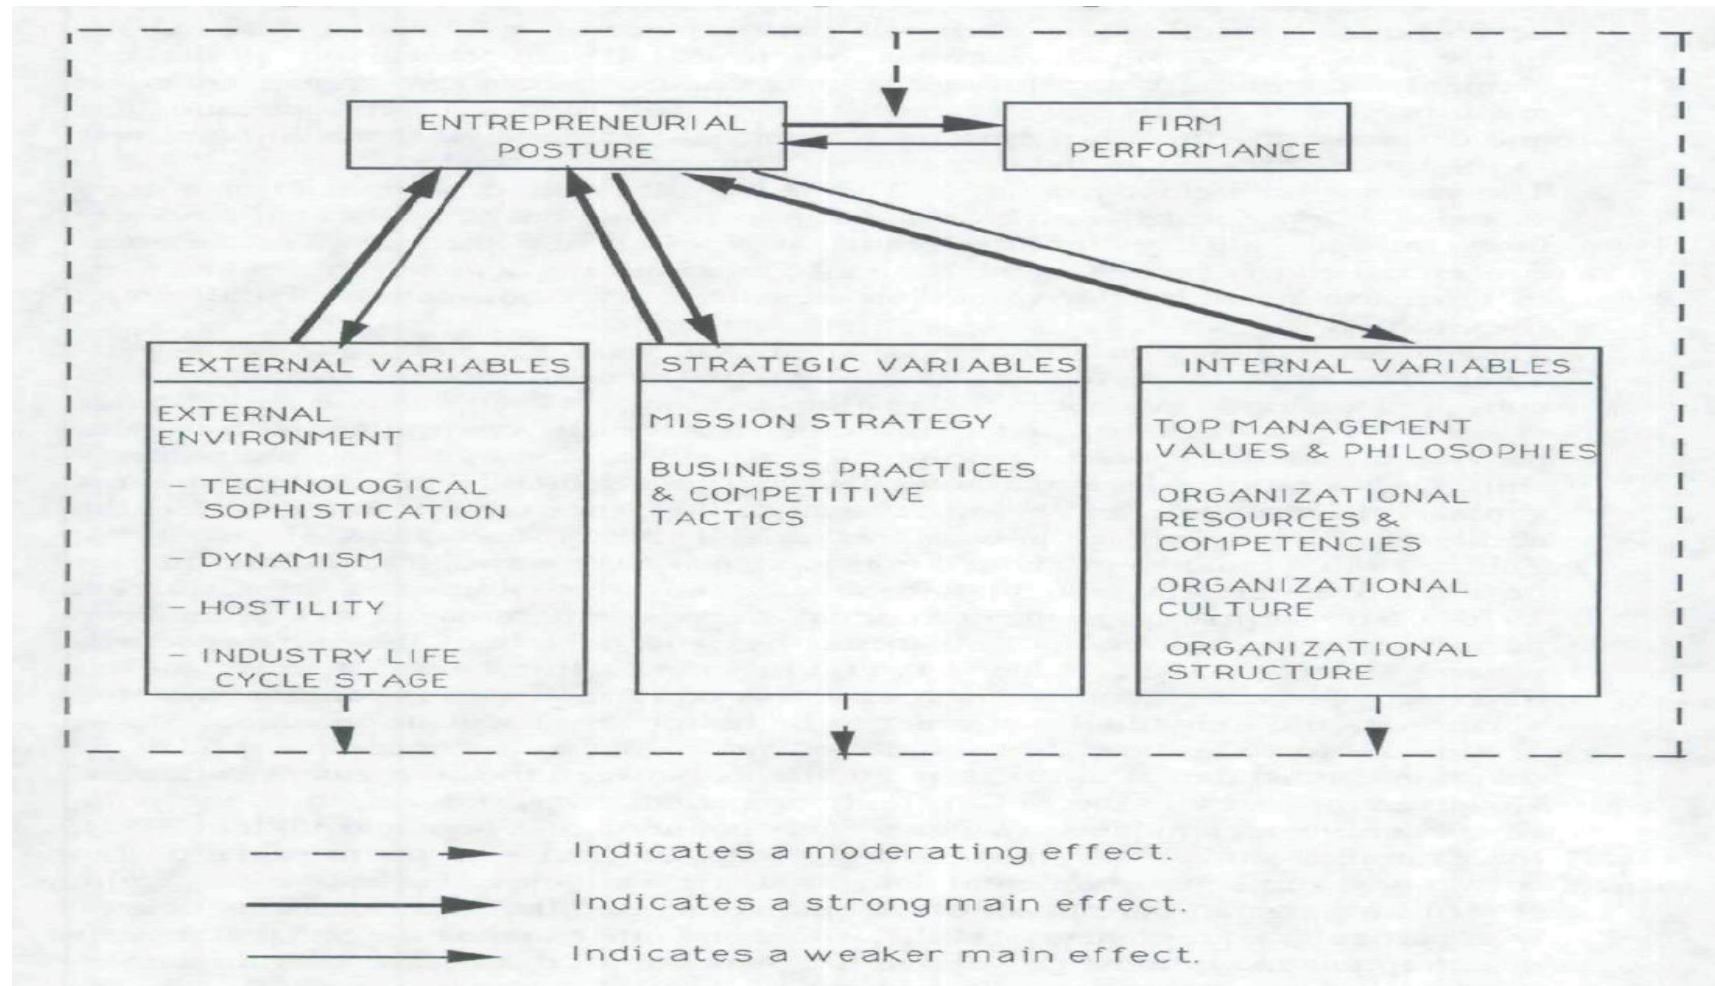 ENTREPRENEURIAL
POSTURE
FIRM
PERFORMANCE
EXTERNAL VARIABLES
EXTERNAL
ENVIRONMENT
- TECHNOLOGICAL
SOPHISTICATION
- DYNAMISM
- HOSTILITY
- INDUSTRY LIFE
CYCLE STAGE
STRATEGIC VARIABLES
MISSION STRATEGY
BUSINESS PRACTICES
& COMPETITIVE
TACTICS
INTERNAL VARIABLES
TOP MANAGEMENT
VALUES & PHILOSOPHIES
ORGANIZATIONAL
RESOURCES &
COMPETENCIES
ORGANIZATIONAL
CULTURE
ORGANIZATIONAL
STRUCTURE
Indicates a moderating effect.
Indicates a strong main effect.
Indicates a weaker main effect.